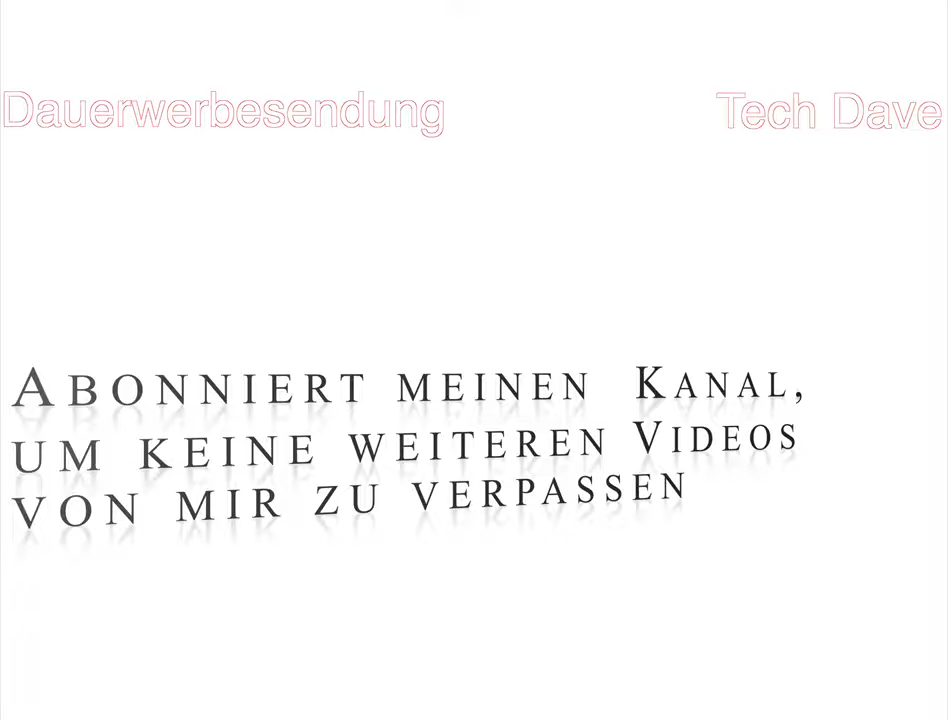 Dauerwerbesendung Tech Dave
Abonniert meinen Kanal,
um keine weiteren Videos
von mir zu verpassen